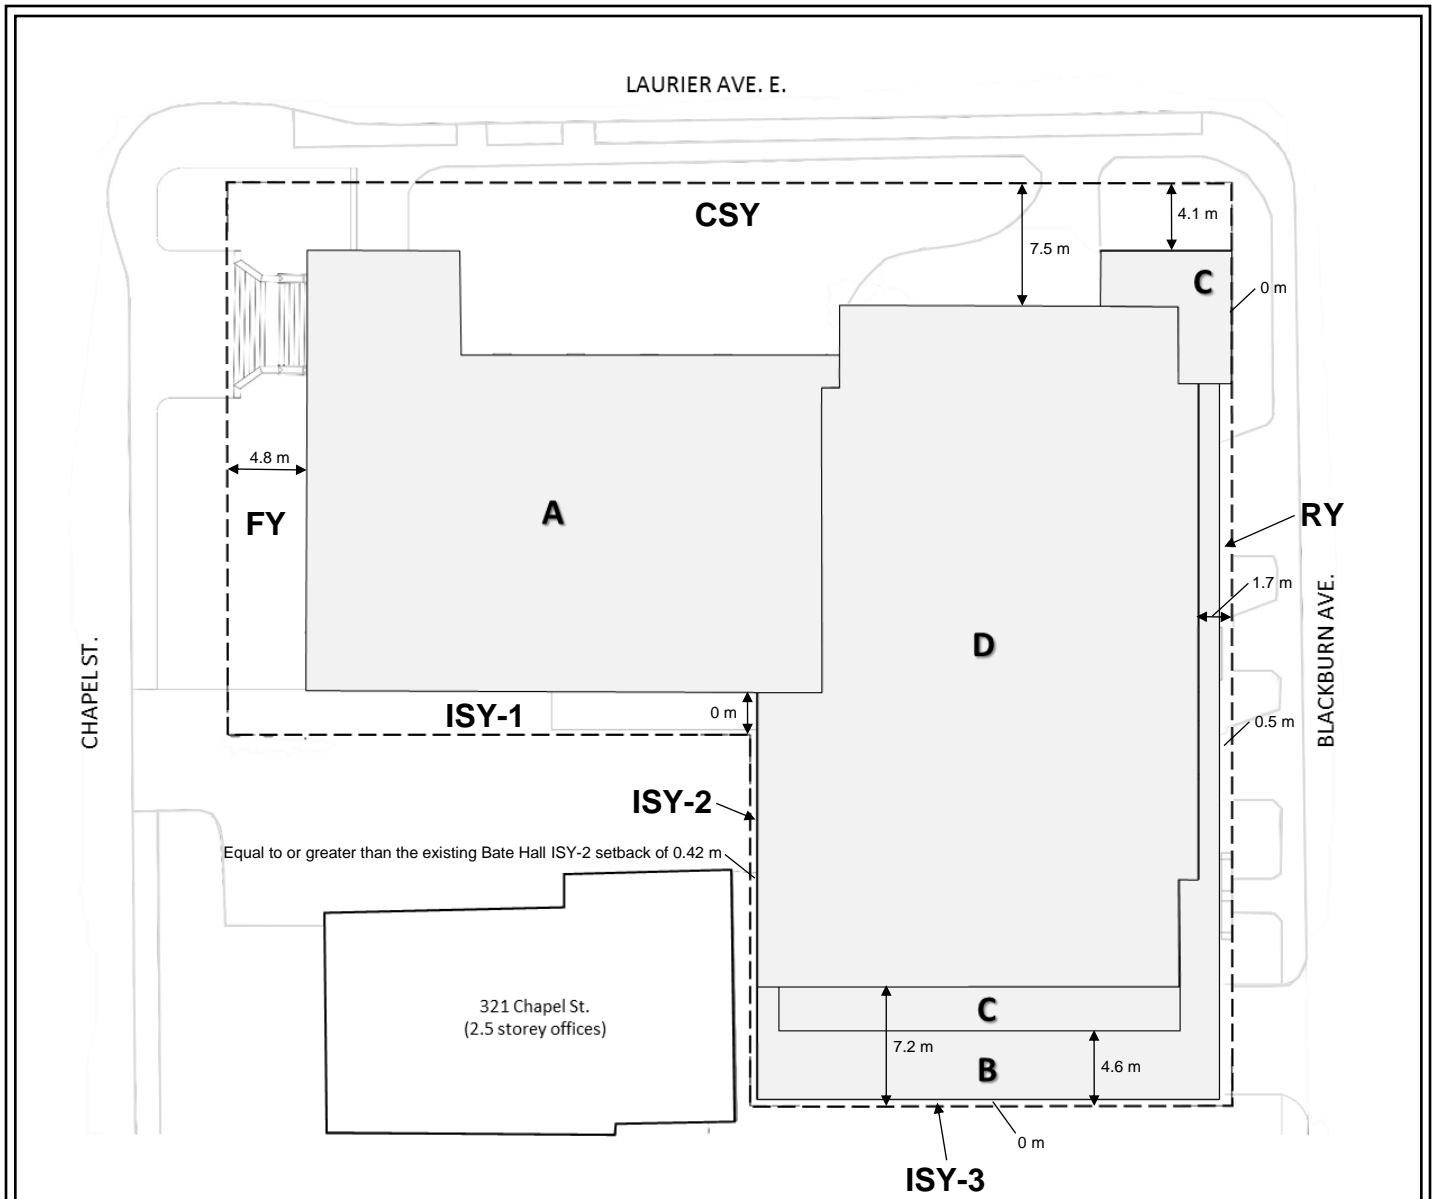 LAURIER AVE. E.
CSY
4.1 m
7.5 m
C
0 m
4.8 m
A
FY
RY
1.7 m
D
CHAPEL ST.
BLACKBURN AVE.
ISY-1
0 m
0.5 m
ISY-2
Equal to or greater than the existing Bate Hall ISY-2 setback of 0.42 m
321 Chapel St.
(2.5 storey offices)
C
7.2 m
B
4.6 m
0 m
ISY-3